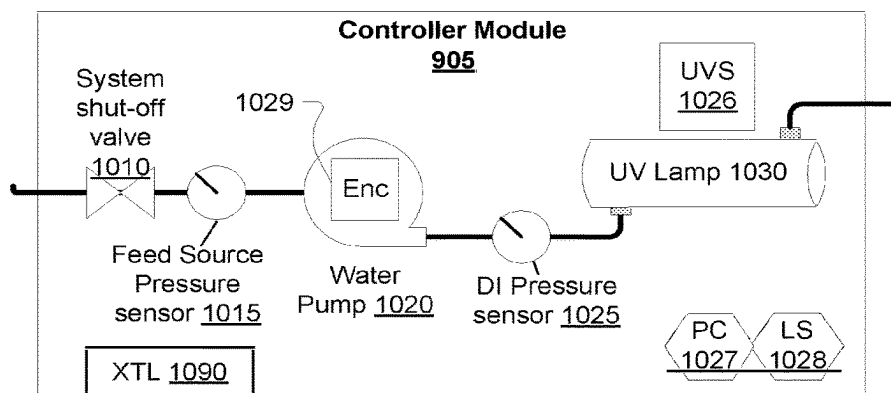 Controller Module
905
System
shut-off
valve
1010
1029
Enc
UVS
1026
UV Lamp 1030
Feed Source
Pressure
sensor 1015
Water
Pump 1020
DI Pressure
sensor 1025
XTL 1090
PC
1027
LS
1028